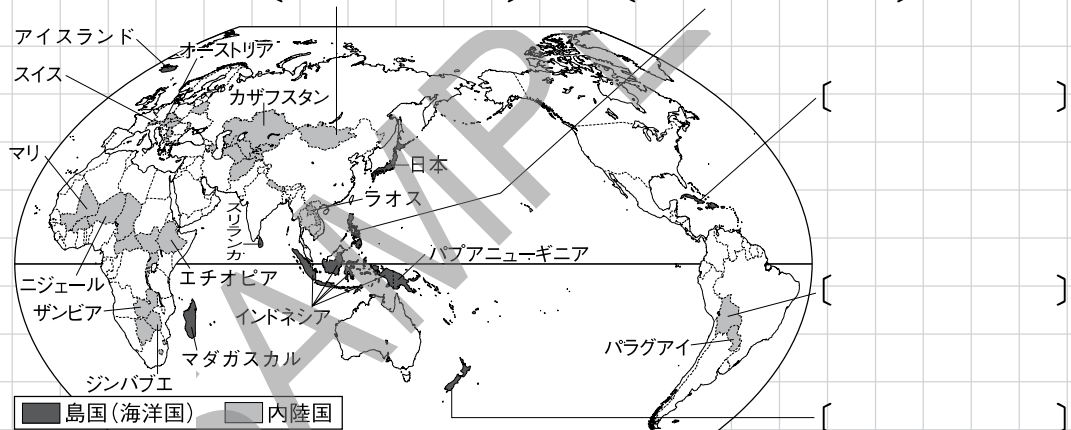 アイスランド
オーストリア
スイス
カザフスタン
マリ
日本
ラオス
スリランカ
パプアニューギニア
ニジェール
エチオピア
ザンビア
インドネシア
マダガスカル
パラグアイ
ジンバブエ
島国(海洋国) 内陸国
SAMPLE